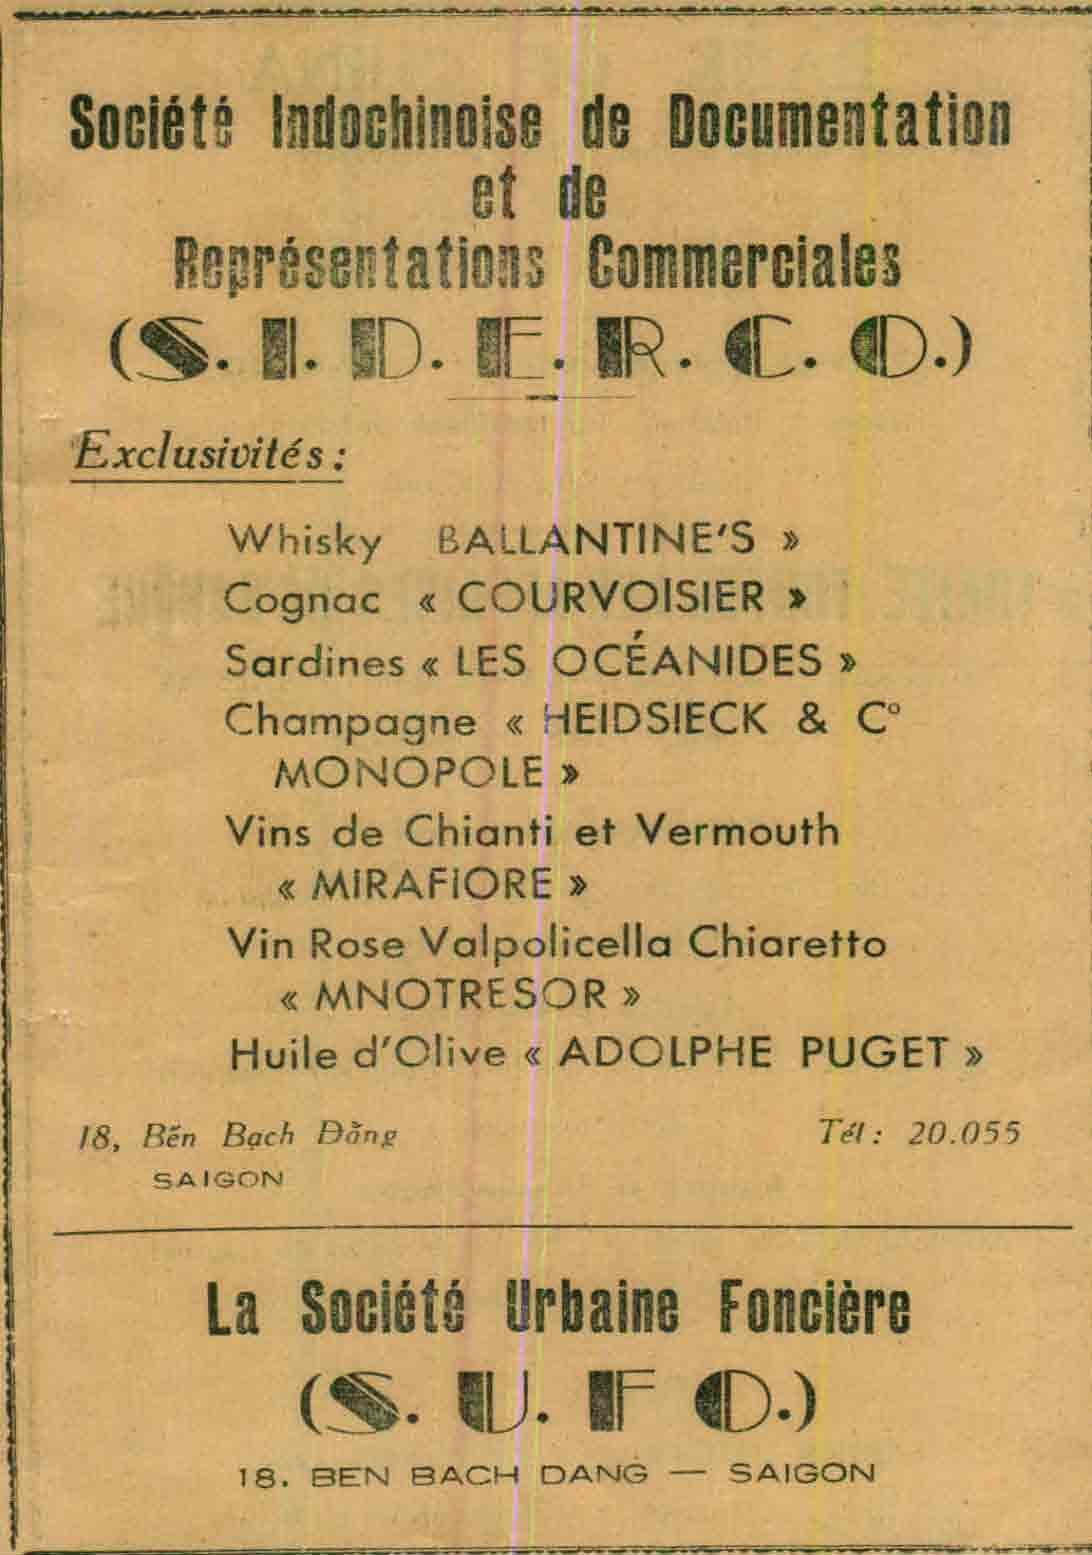 Société Indochinoise de Documentation
et de
Représentations Commerciales
(S. I. D. E. R. C. O.)
Exclusivités :
Whisky BALLANTINE'S »
Cognac « COURVOISIER »
Sardines « LES OCÉANIDES »
Champagne « HEIDSIECK & Cº
MONOPOLE »
Vins de Chianti et Vermouth
« MIRAFIORE »
Vin Rose Valpolicella Chiaretto
« MNOTRESOR »
Huile d'Olive « ADOLPHE PUGET »
18, Bến Bạch Đằng
Tél : 20.055
SAIGON
La Société Urbaine Foncière
(S. U. F O.)
18. BEN BACH DANG — SAIGON